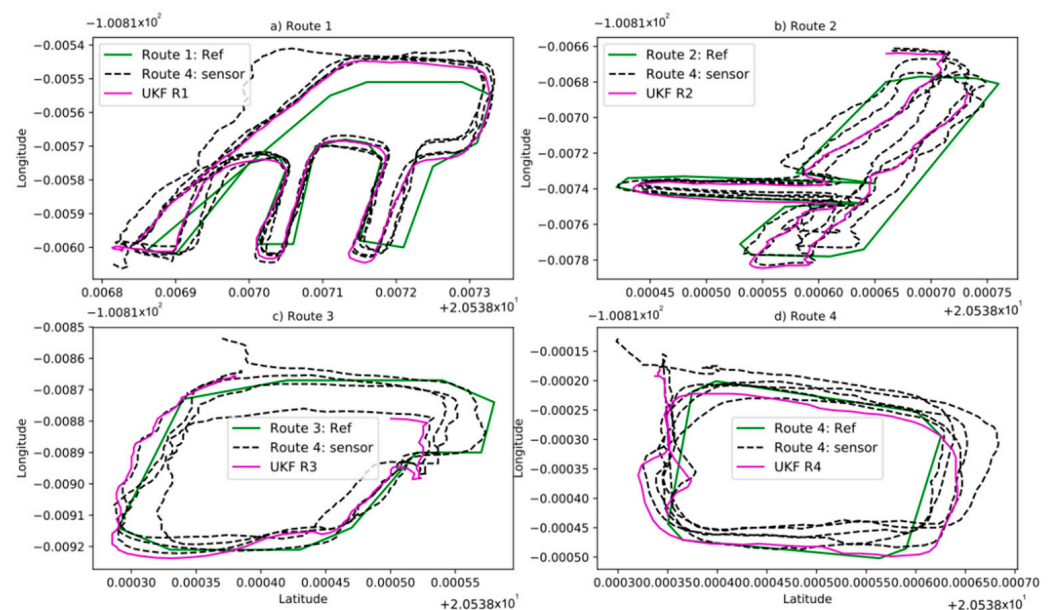 −1.0081×10² a) Route 1
−0.0054
−0.0055
−0.0056
−0.0057
−0.0058
−0.0059
−0.0060
Longitude
Route 1: Ref
Route 4: sensor
UKF R1
0.0068 0.0069 0.0070 0.0071 0.0072 0.0073
+2.0538x10¹
−1.0081×10² b) Route 2
−0.0066
−0.0068
−0.0070
−0.0072
−0.0074
−0.0076
−0.0078
Longitude
Route 2: Ref
Route 4: sensor
UKF R2
0.00045 0.00050 0.00055 0.00060 0.00065 0.00070 0.00075
+2.0538x10¹
−1.0081×10² c) Route 3
−0.0085
−0.0086
−0.0087
−0.0088
−0.0089
−0.0090
−0.0091
−0.0092
Longitude
Route 3: Ref
Route 4: sensor
UKF R3
0.00030 0.00035 0.00040 0.00045 0.00050 0.00055
Latitude
+2.0538x10¹
−1.0081×10² d) Route 4
−0.00015
−0.00020
−0.00025
−0.00030
−0.00035
−0.00040
−0.00045
−0.00050
Longitude
Route 4: Ref
Route 4: sensor
UKF R4
0.000300.000350.000400.000450.000500.000550.000600.000650.00070
Latitude
+2.0538x10¹